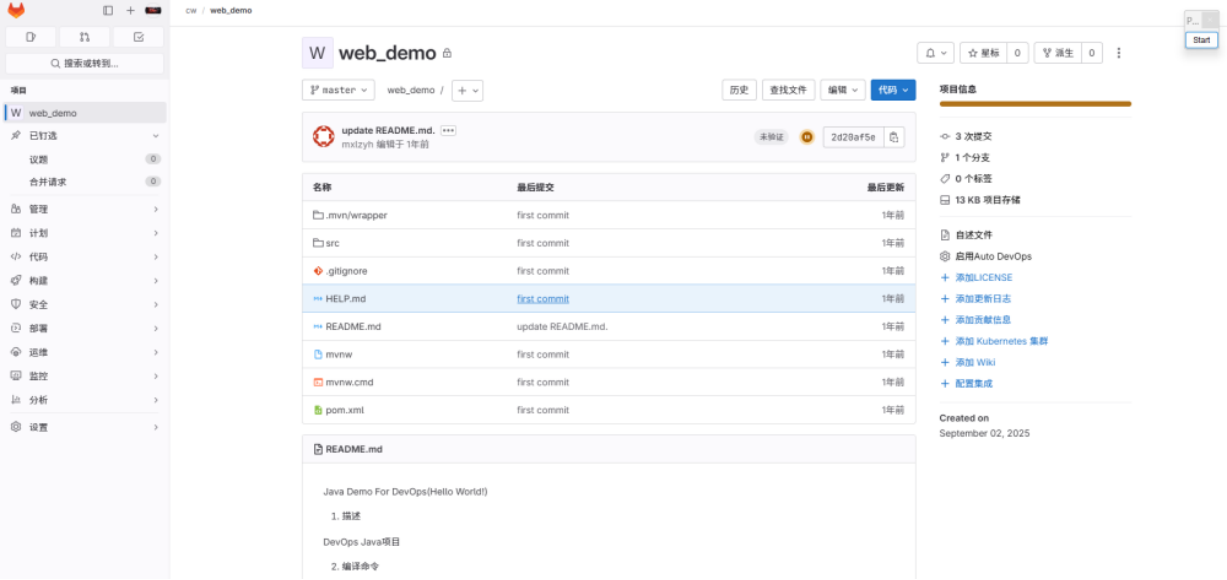 cw / web_demo
P...
Start
搜索或转到...
项目
W web_demo
已钉选
议题 0
合并请求 0
管理
计划
代码
构建
安全
部署
运维
监控
分析
设置
W web_demo
星标 0
派生 0
master
web_demo /
历史
查找文件
编辑
代码
update README.md.
mxlzyh 编辑于 1年前
未验证
2d20af5e
名称 最后提交 最后更新
.mvn/wrapper first commit 1年前
src first commit 1年前
.gitignore first commit 1年前
HELP.md first commit 1年前
README.md update README.md. 1年前
mvnw first commit 1年前
mvnw.cmd first commit 1年前
pom.xml first commit 1年前
README.md
Java Demo For DevOps(Hello World!)
1. 描述
DevOps Java项目
2. 编译命令
项目信息
3 次提交
1 个分支
0 个标签
13 KB 项目存储
自述文件
启用Auto DevOps
添加LICENSE
添加更新日志
添加贡献信息
添加 Kubernetes 集群
添加 Wiki
配置集成
Created on
September 02, 2025